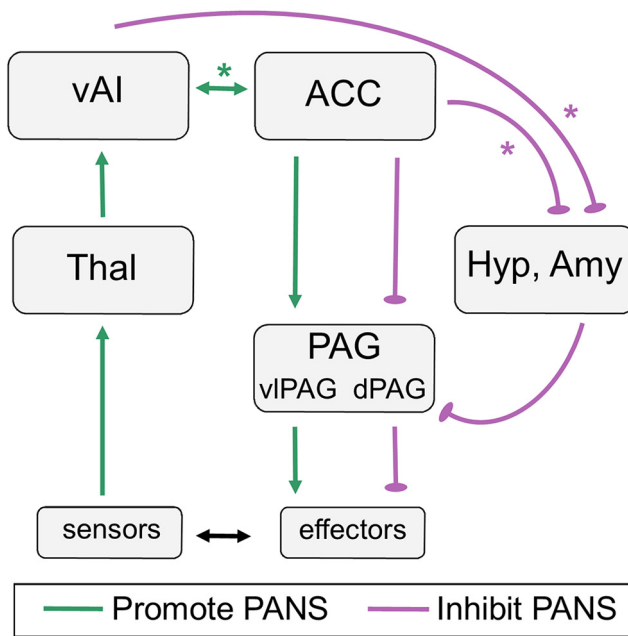 vAI
*
ACC
*
*
Thal
Hyp, Amy
PAG
vlPAG dPAG
sensors
effectors
Promote PANS
Inhibit PANS